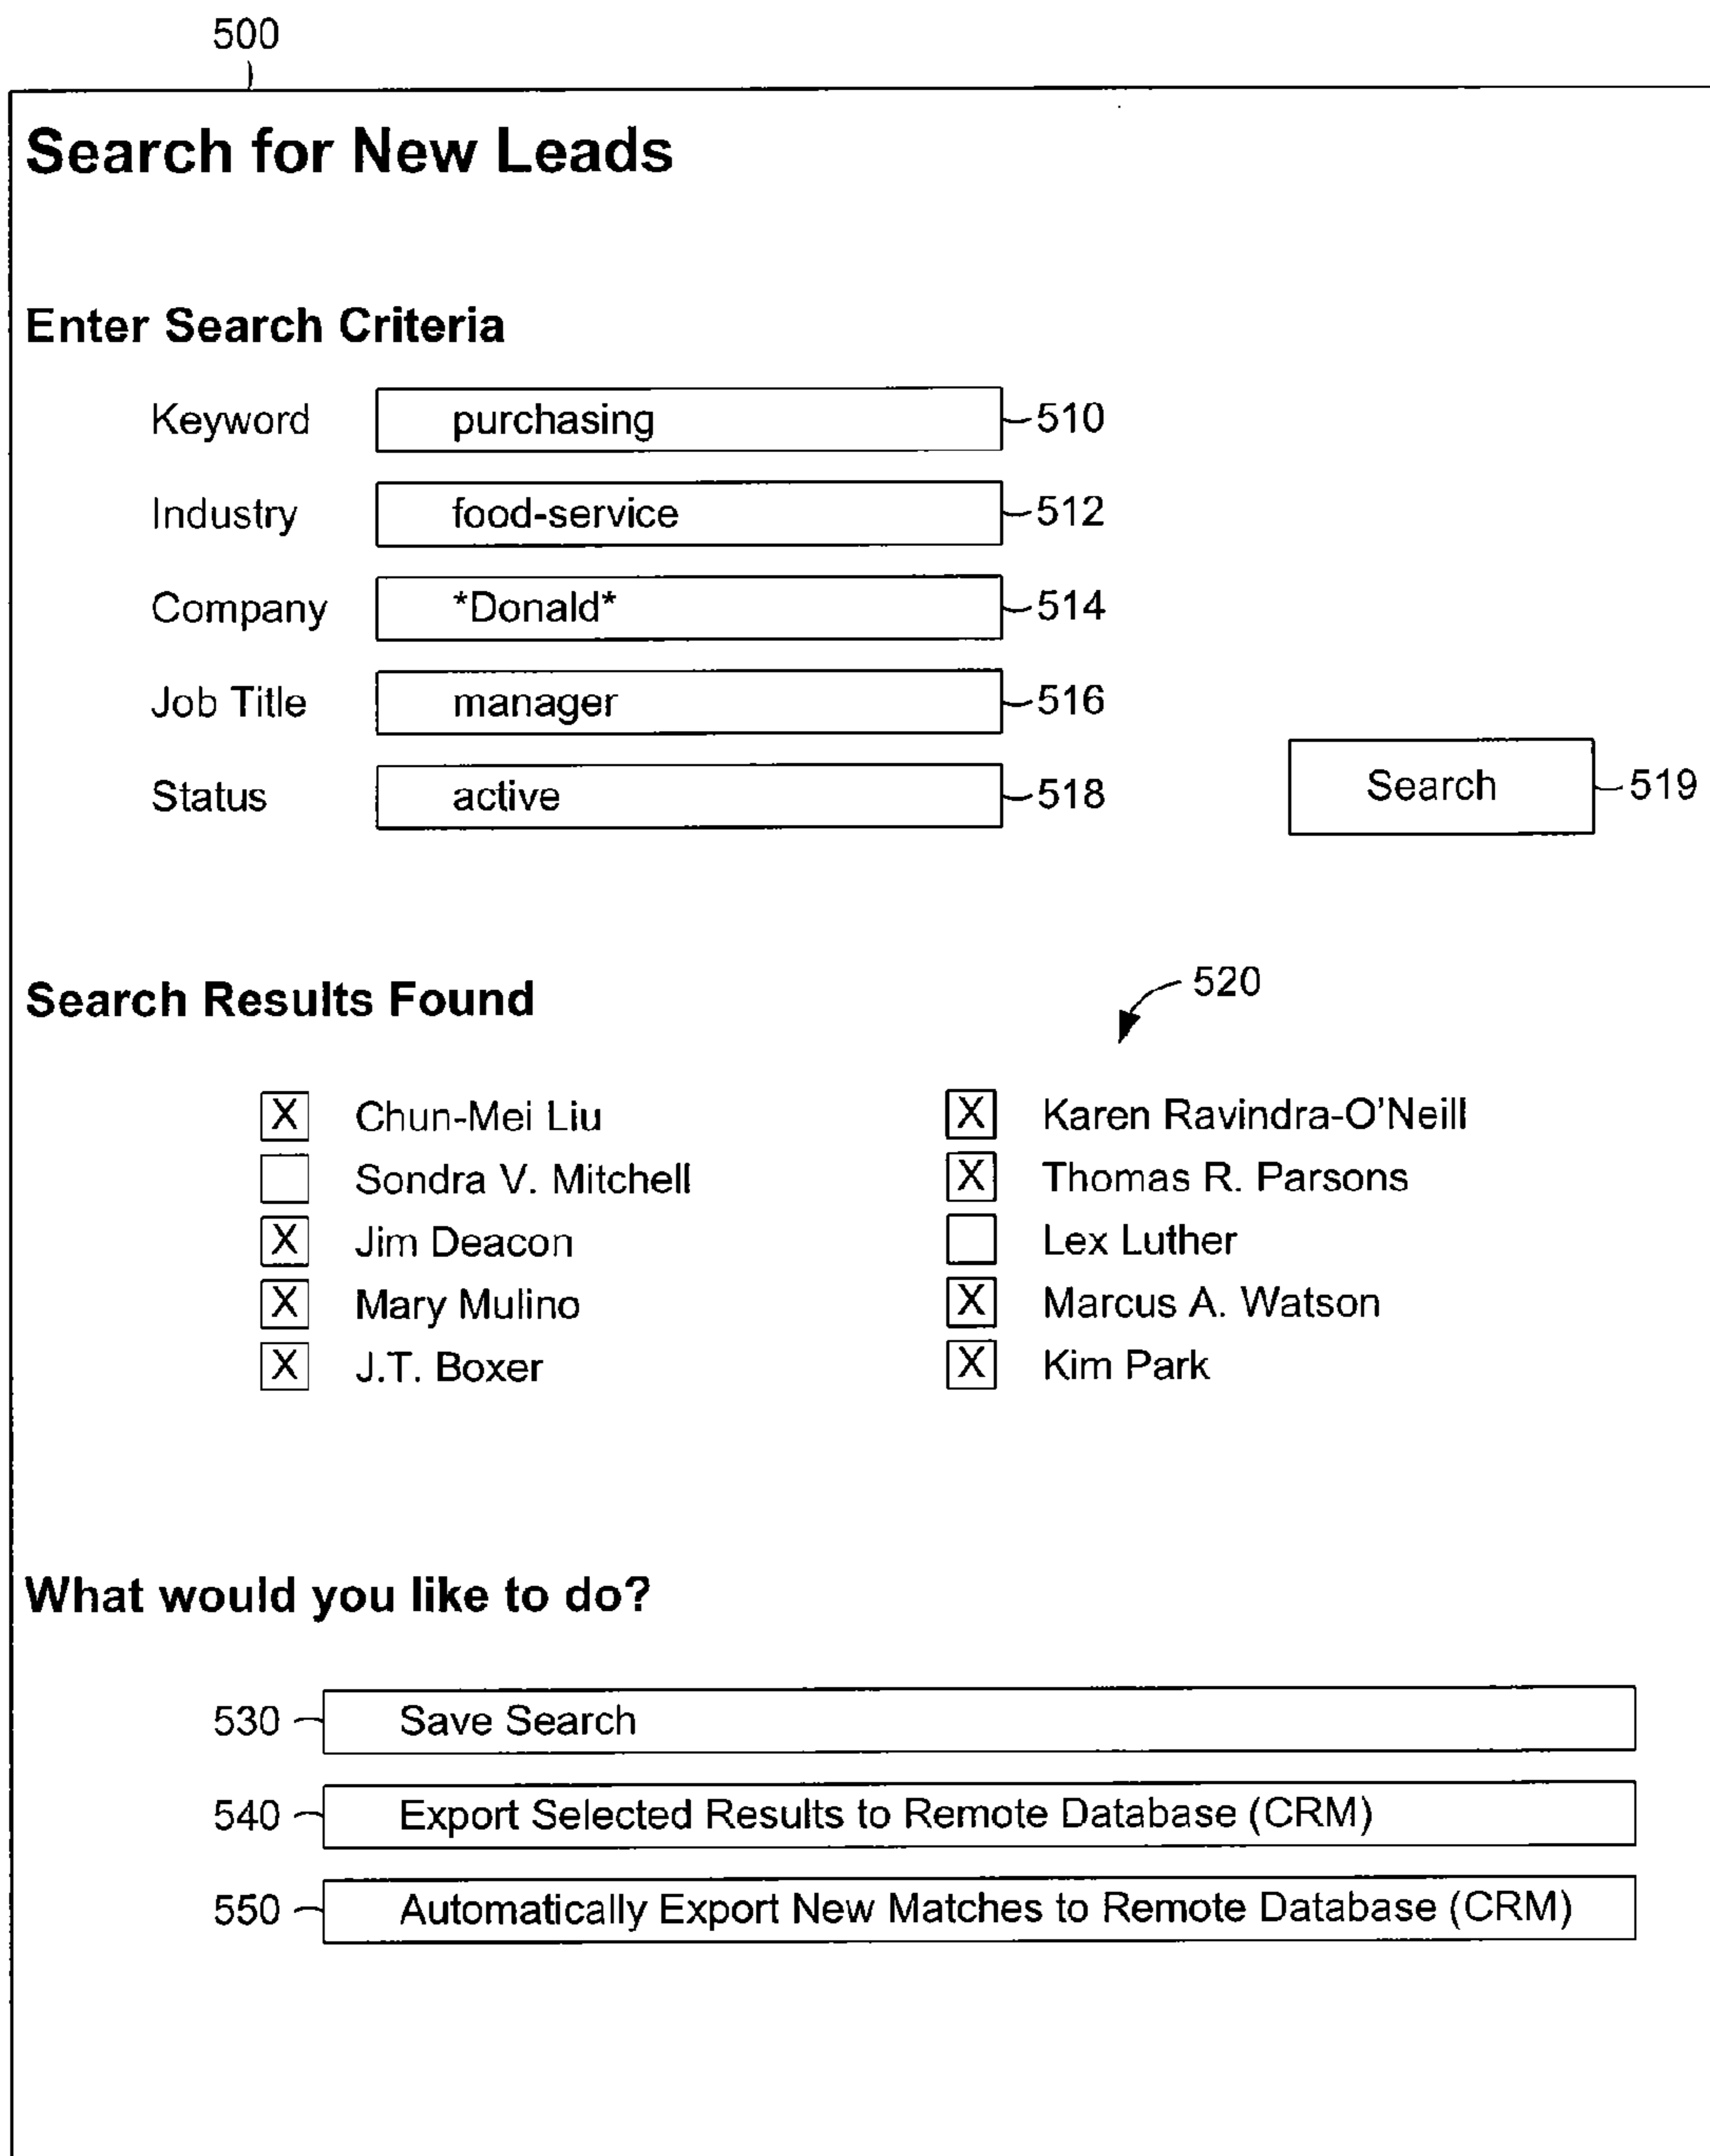 500
Search for New Leads
Enter Search Criteria
Keyword purchasing 510
Industry food-service 512
Company *Donald* 514
Job Title manager 516
Status active 518 Search 519
Search Results Found 520
X Chun-Mei Liu X Karen Ravindra-O'Neill
Sondra V. Mitchell X Thomas R. Parsons
X Jim Deacon Lex Luther
X Mary Mulino X Marcus A. Watson
X J.T. Boxer X Kim Park
What would you like to do?
530 Save Search
540 Export Selected Results to Remote Database (CRM)
550 Automatically Export New Matches to Remote Database (CRM)